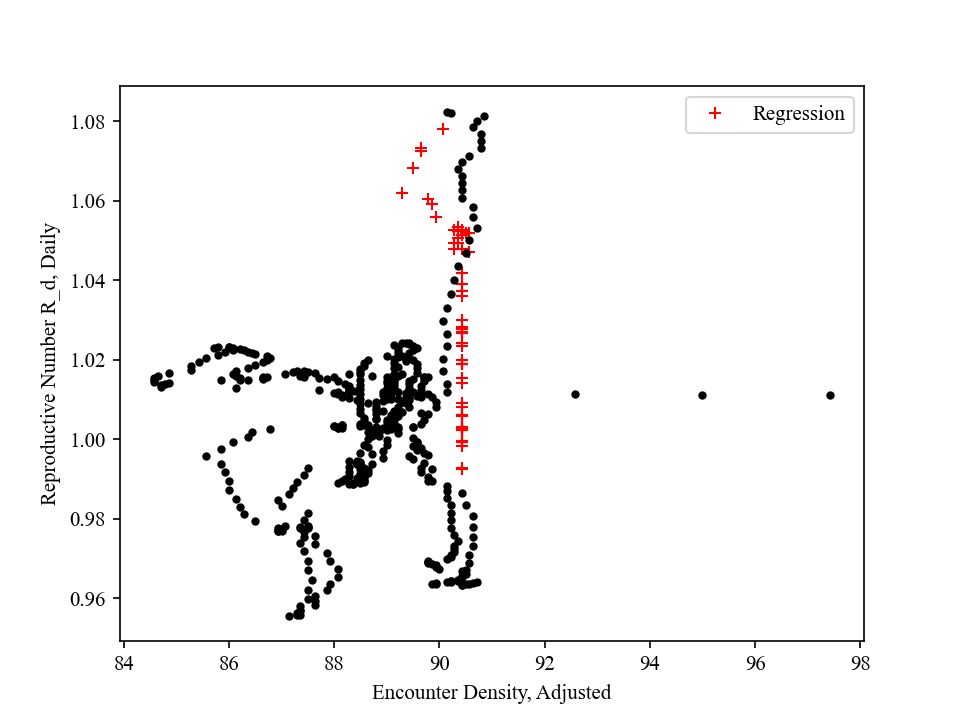 Regression
1.08
1.06
1.04
1.02
1.00
0.98
0.96
Reproductive Number R_d, Daily
84 86 88 90 92 94 96 98
Encounter Density, Adjusted